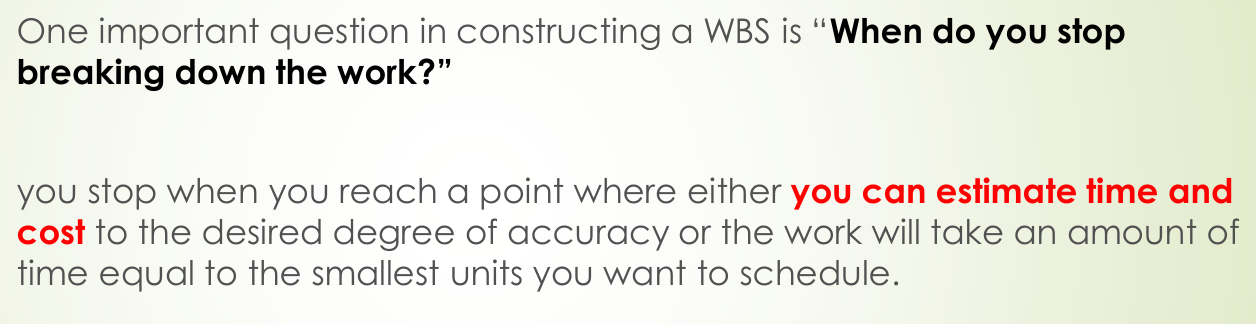 One important question in constructing a WBS is “When do you stop
breaking down the work?”
you stop when you reach a point where either you can estimate time and
cost to the desired degree of accuracy or the work will take an amount of
time equal to the smallest units you want to schedule.